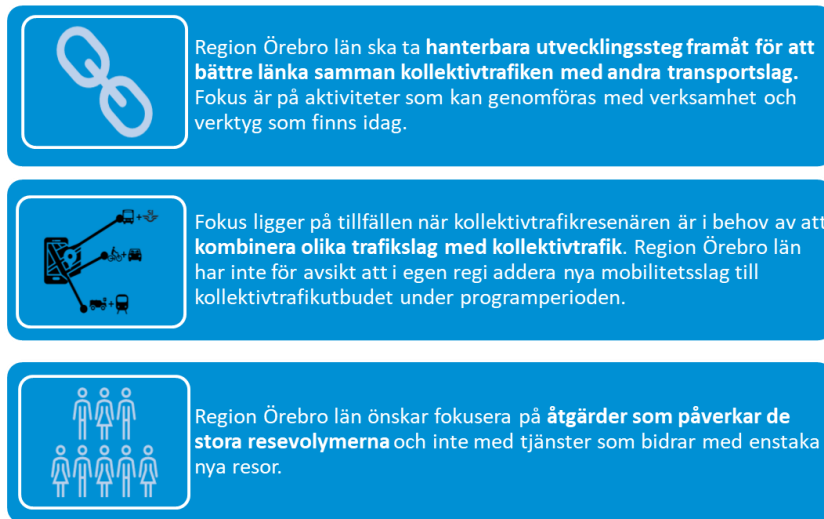 Region Örebro län ska ta hanterbara utvecklingssteg framåt för att
bättre länka samman kollektivtrafiken med andra transportslag.
Fokus är på aktiviteter som kan genomföras med verksamhet och
verktyg som finns idag.
Fokus ligger på tillfällen när kollektivtrafikresenären är i behov av att
kombinera olika trafikslag med kollektivtrafik. Region Örebro län
har inte för avsikt att i egen regi addera nya mobilitetsslag till
kollektivtrafikutbudet under programperioden.
Region Örebro län önskar fokusera på åtgärder som påverkar de
stora resevolymerna och inte med tjänster som bidrar med enstaka
nya resor.